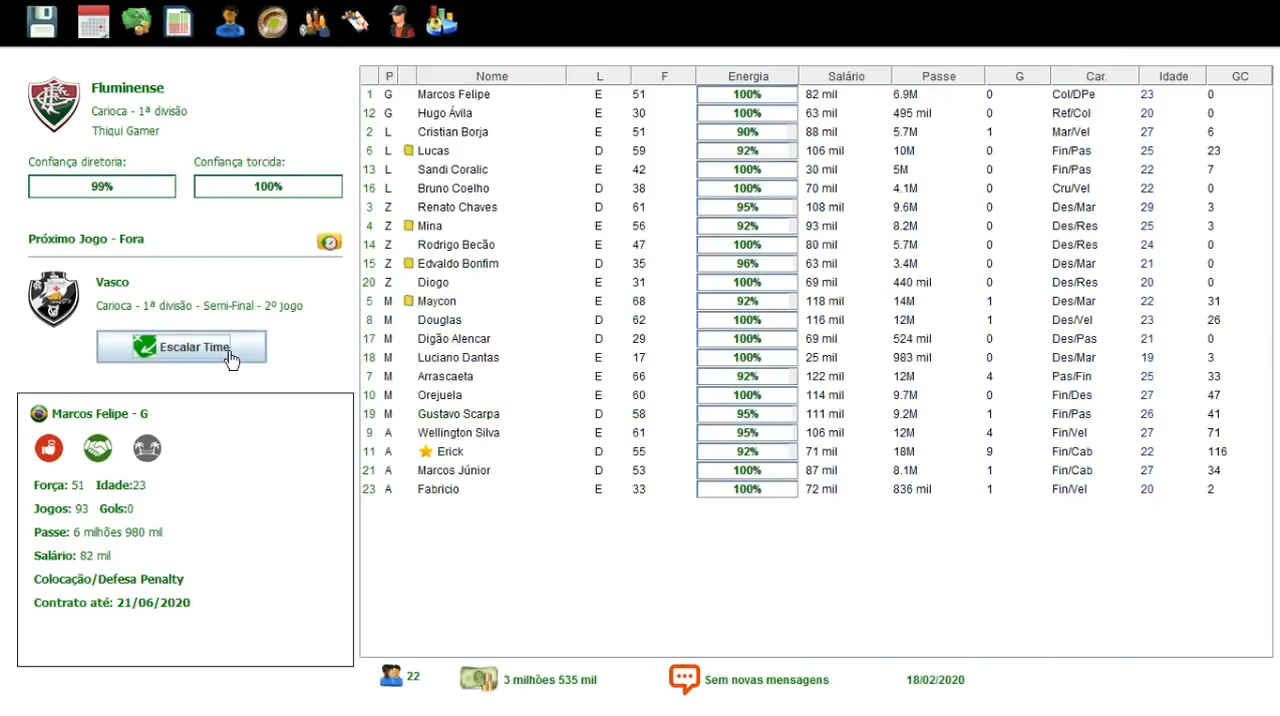 Fluminense
Carioca - 1ª divisão
Thiqui Gamer
Confiança diretoria: Confiança torcida:
99% 100%
Próximo Jogo - Fora
Vasco
Carioca - 1ª divisão - Semi-Final - 2º jogo
Escalar Time
Marcos Felipe - G
Força: 51 Idade:23
Jogos: 93 Gols:0
Passe: 6 milhões 980 mil
Salário: 82 mil
Colocação/Defesa Penalty
Contrato até: 21/06/2020
P Nome L F Energia Salário Passe G Car. Idade GC
1 G Marcos Felipe E 51 100% 82 mil 6.9M 0 Col/DPe 23 0
12 G Hugo Ávila E 30 100% 63 mil 495 mil 0 Ref/Col 20 0
2 L Cristian Borja E 51 90% 88 mil 5.7M 1 Mar/Vel 27 6
6 L Lucas D 59 92% 106 mil 10M 0 Fin/Pas 25 23
13 L Sandi Coralic E 42 100% 30 mil 5M 0 Fin/Pas 22 7
16 L Bruno Coelho D 38 100% 70 mil 4.1M 0 Cru/Vel 22 0
3 Z Renato Chaves D 61 95% 108 mil 9.6M 0 Des/Mar 29 3
4 Z Mina E 56 92% 93 mil 8.2M 0 Des/Res 25 3
14 Z Rodrigo Becão E 47 100% 80 mil 5.7M 0 Des/Res 24 0
15 Z Edvaldo Bonfim D 35 96% 63 mil 3.4M 0 Des/Mar 21 0
20 Z Diogo E 31 100% 69 mil 440 mil 0 Des/Res 20 0
5 M Maycon E 68 92% 118 mil 14M 1 Des/Mar 22 31
8 M Douglas D 62 100% 116 mil 12M 1 Des/Vel 23 26
17 M Digão Alencar D 29 100% 69 mil 524 mil 0 Des/Pas 21 0
18 M Luciano Dantas E 17 100% 25 mil 983 mil 0 Des/Mar 19 3
7 M Arrascaeta E 66 92% 122 mil 12M 4 Pas/Fin 25 33
10 M Orejuela E 60 100% 114 mil 9.7M 0 Fin/Des 27 47
19 M Gustavo Scarpa D 58 95% 111 mil 9.2M 1 Fin/Pas 26 41
9 A Wellington Silva E 61 95% 106 mil 12M 4 Fin/Vel 27 71
11 A Erick D 55 92% 71 mil 18M 9 Fin/Cab 22 116
21 A Marcos Júnior D 53 100% 87 mil 8.1M 1 Fin/Cab 27 34
23 A Fabricio E 33 100% 72 mil 836 mil 1 Fin/Vel 20 2
22 3 milhões 535 mil Sem novas mensagens 18/02/2020